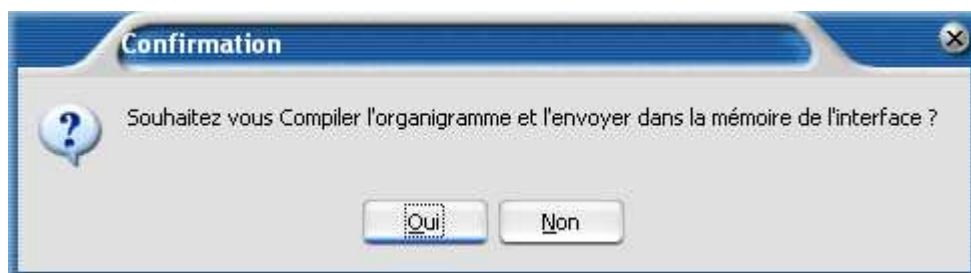 Confirmation
Souhaitez vous Compiler l'organigramme et l'envoyer dans la mémoire de l'interface ?
Oui Non